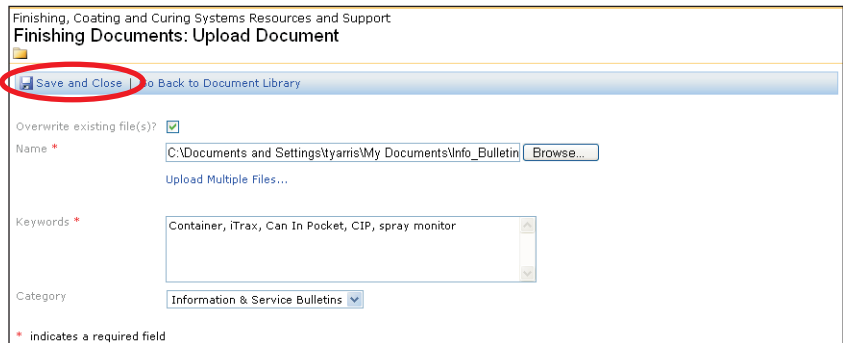 Finishing, Coating and Curing Systems Resources and Support
Finishing Documents: Upload Document
Save and Close | Go Back to Document Library
Overwrite existing file(s)?
Name *
C:\Documents and Settings\tyarris\My Documents\Info_Bulletin Browse...
Upload Multiple Files...
Keywords *
Container, iTrax, Can In Pocket, CIP, spray monitor
Category
Information & Service Bulletins
* indicates a required field